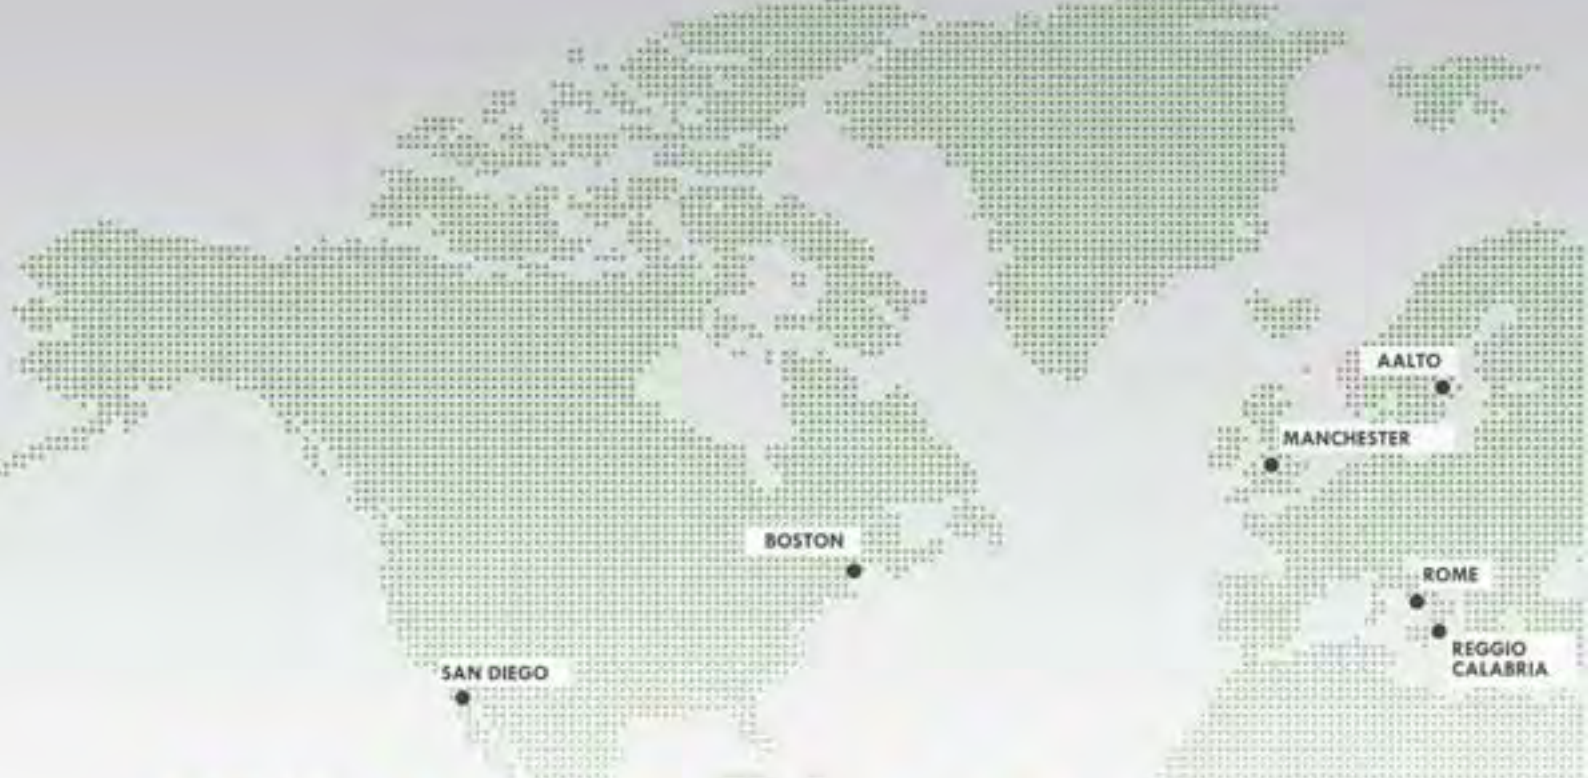 AALTO
MANCHESTER
BOSTON
ROME
REGGIO
CALABRIA
SAN DIEGO